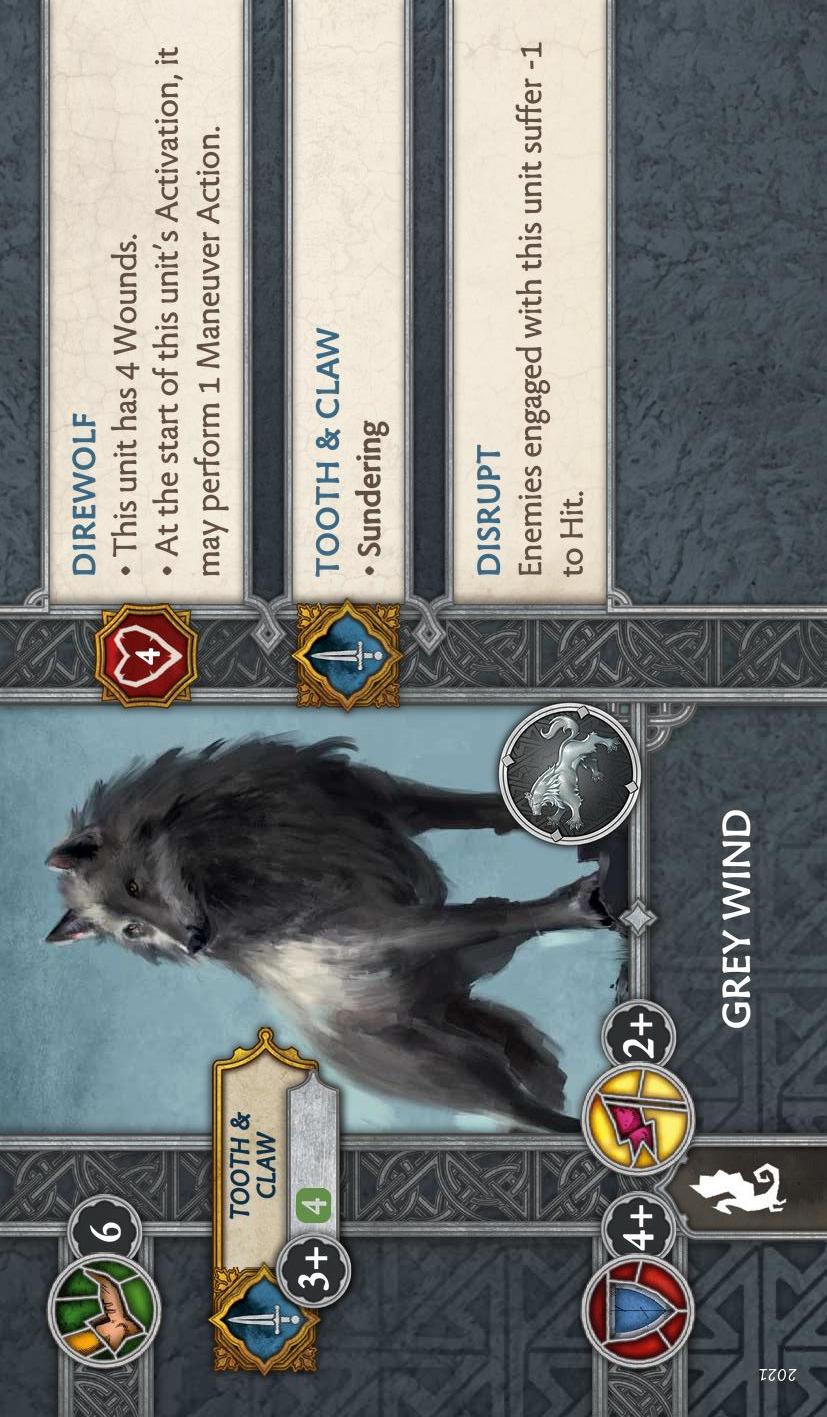 6
TOOTH &
CLAW
4
3+
4+
2+
GREY WIND
2021
4
DIREWOLF
• This unit has 4 Wounds.
• At the start of this unit's Activation, it
may perform 1 Maneuver Action.
TOOTH & CLAW
• Sundering
DISRUPT
Enemies engaged with this unit suffer -1
to Hit.